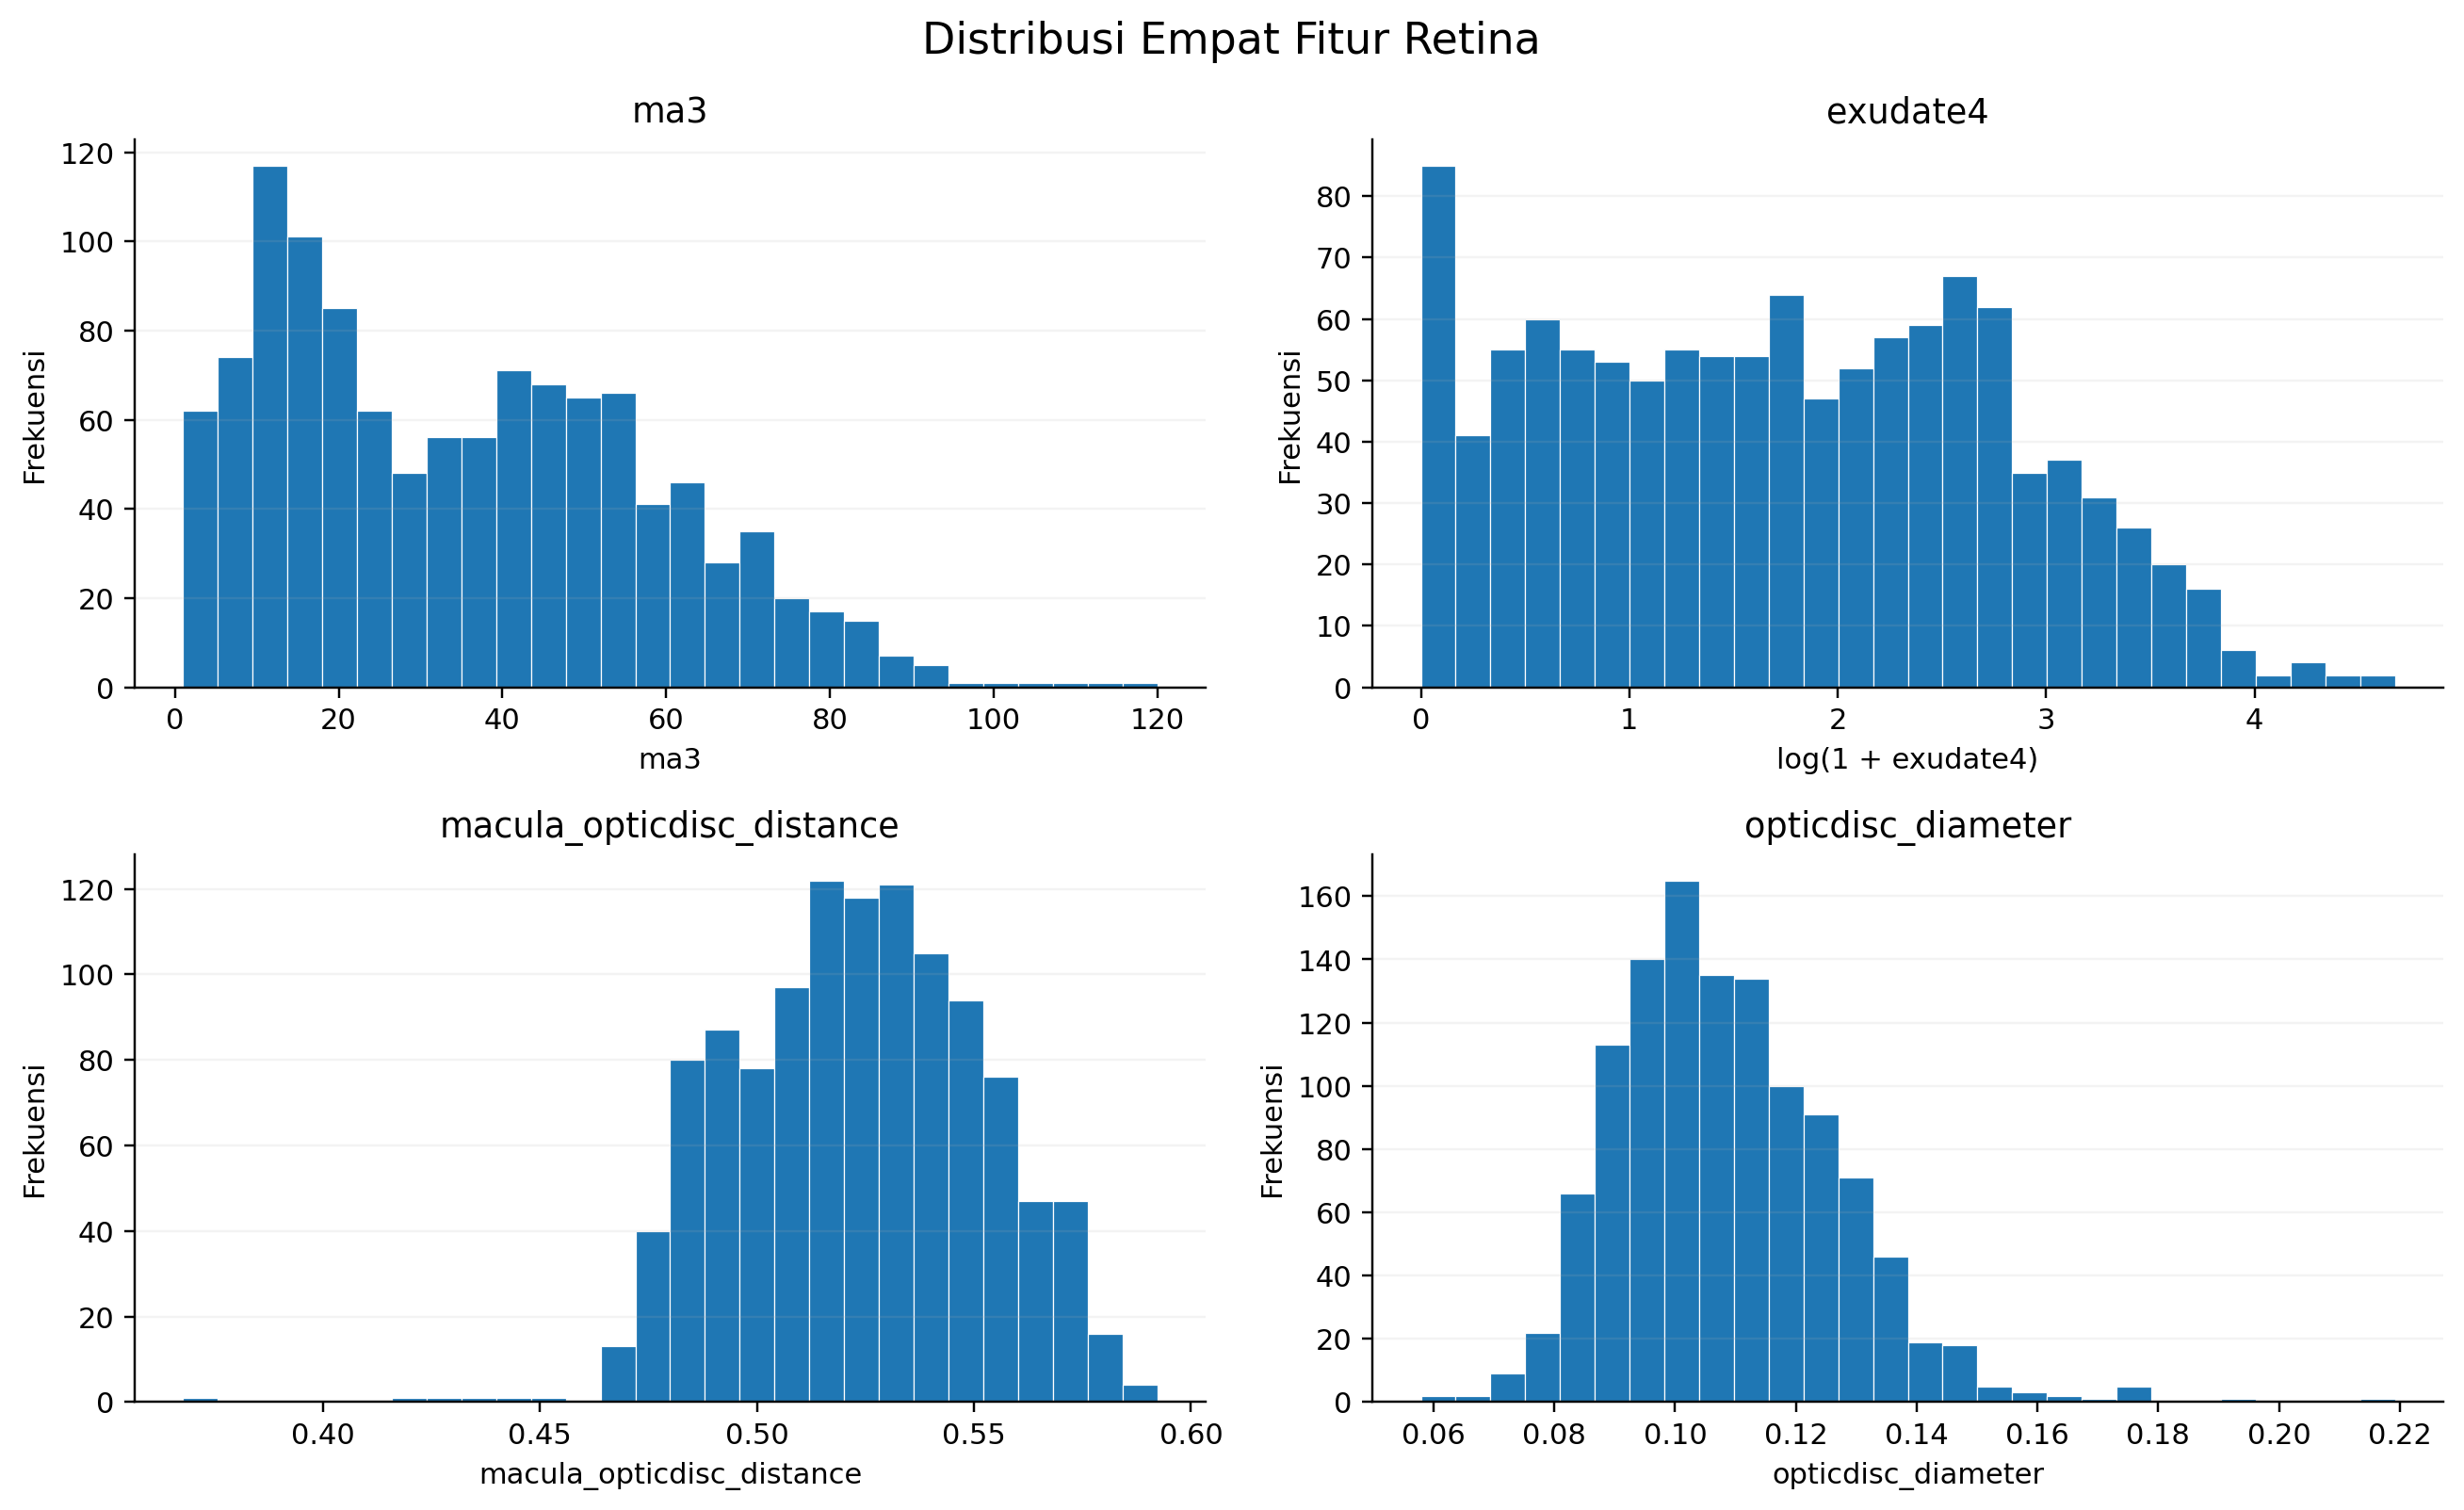 Distribusi Empat Fitur Retina
ma3
Frekuensi
120
100
80
60
40
20
0
0 20 40 60 80 100 120
ma3
exudate4
Frekuensi
80
70
60
50
40
30
20
10
0
0 1 2 3 4
log(1 + exudate4)
macula_opticdisc_distance
Frekuensi
120
100
80
60
40
20
0
0.40 0.45 0.50 0.55 0.60
macula_opticdisc_distance
opticdisc_diameter
Frekuensi
160
140
120
100
80
60
40
20
0
0.06 0.08 0.10 0.12 0.14 0.16 0.18 0.20 0.22
opticdisc_diameter